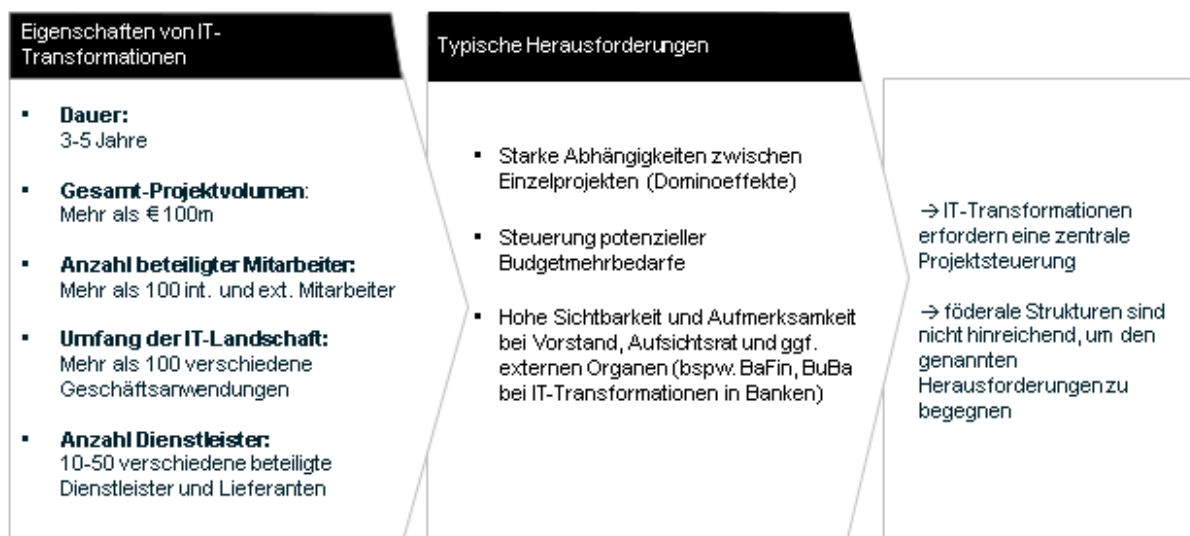 Eigenschaften von IT-
Transformationen
▪ Dauer:
3-5 Jahre
▪ Gesamt-Projektvolumen:
Mehr als € 100m
▪ Anzahl beteiligter Mitarbeiter:
Mehr als 100 int. und ext. Mitarbeiter
▪ Umfang der IT-Landschaft:
Mehr als 100 verschiedene
Geschäftsanwendungen
▪ Anzahl Dienstleister:
10-50 verschiedene beteiligte
Dienstleister und Lieferanten
Typische Herausforderungen
▪ Starke Abhängigkeiten zwischen
Einzelprojekten (Dominoeffekte)
▪ Steuerung potenzieller
Budgetmehrbedarfe
▪ Hohe Sichtbarkeit und Aufmerksamkeit
bei Vorstand, Aufsichtsrat und ggf.
externen Organen (bspw. BaFin, BuBa
bei IT-Transformationen in Banken)
→ IT-Transformationen
erfordern eine zentrale
Projektsteuerung
→ föderale Strukturen sind
nicht hinreichend, um den
genannten
Herausforderungen zu
begegnen